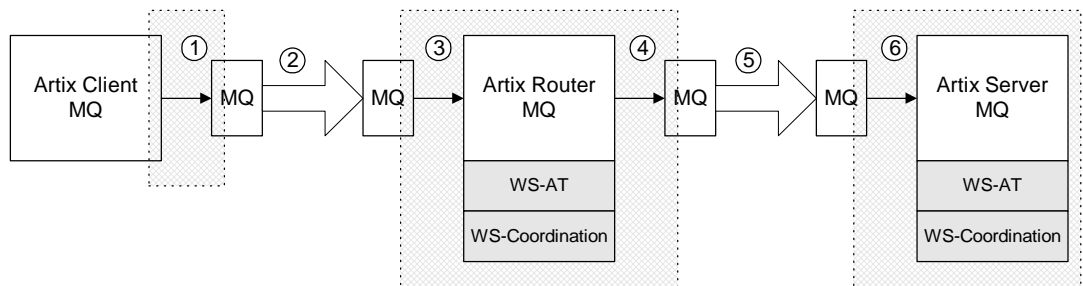 ①
②
③
④
⑤
⑥
Artix Client
MQ
MQ
MQ
Artix Router
MQ
WS-AT
WS-Coordination
MQ
MQ
Artix Server
MQ
WS-AT
WS-Coordination